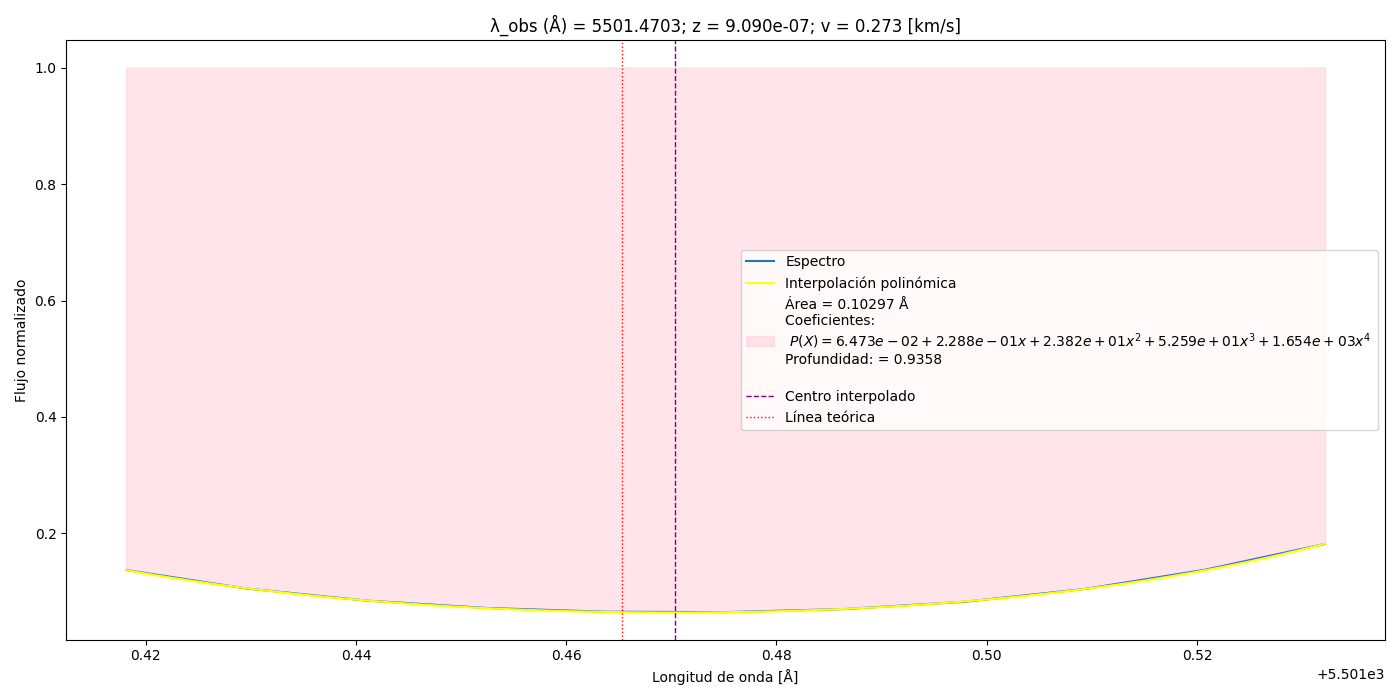 λ_obs (Å) = 5501.4703; z = 9.090e-07; v = 0.273 [km/s]
1.0
0.8
0.6
0.4
0.2
Flujo normalizado
Espectro
Interpolación polinómica
Área = 0.10297 Å
Coeficientes:
P(X) = 6.473e − 02 + 2.288e − 01x + 2.382e + 01x² + 5.259e + 01x³ + 1.654e + 03x⁴
Profundidad: = 0.9358
Centro interpolado
Línea teórica
0.42 0.44 0.46 0.48 0.50 0.52
+5.501e3
Longitud de onda [Å]